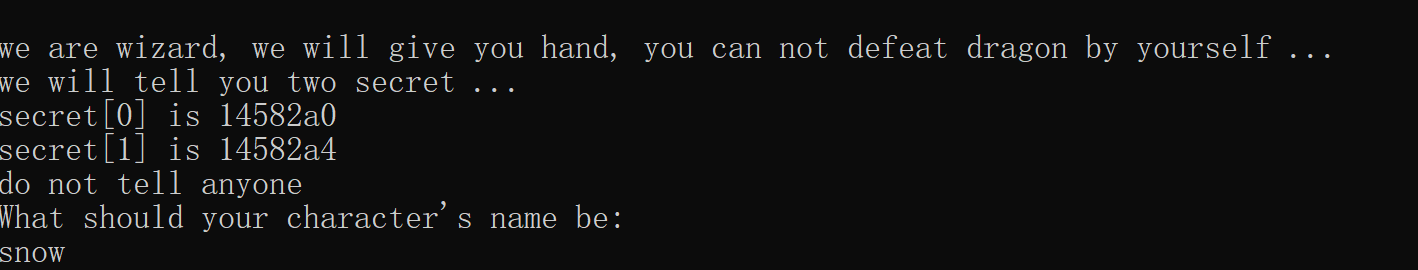 we are wizard, we will give you hand, you can not defeat dragon by yourself ...
we will tell you two secret ...
secret[0] is 14582a0
secret[1] is 14582a4
do not tell anyone
What should your character's name be:
snow